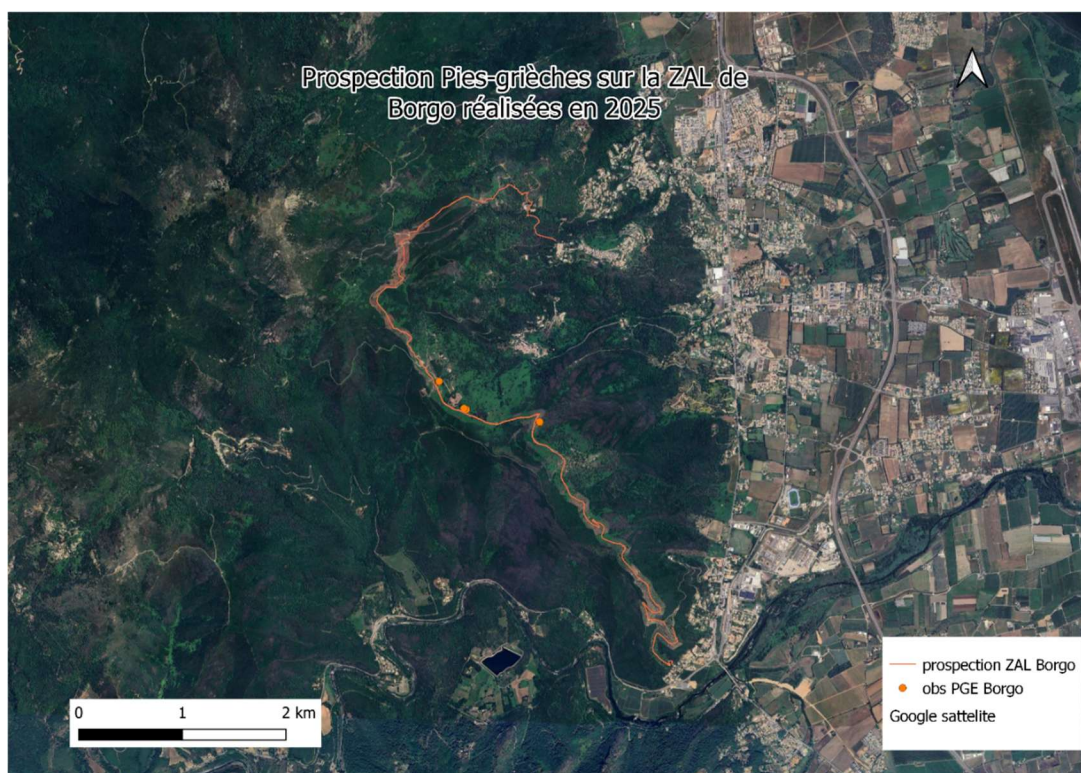 Prospection Pies-grièches sur la ZAL de
Borgo réalisées en 2025
prospection ZAL Borgo
obs PGE Borgo
Google sattelite
0 1 2 km